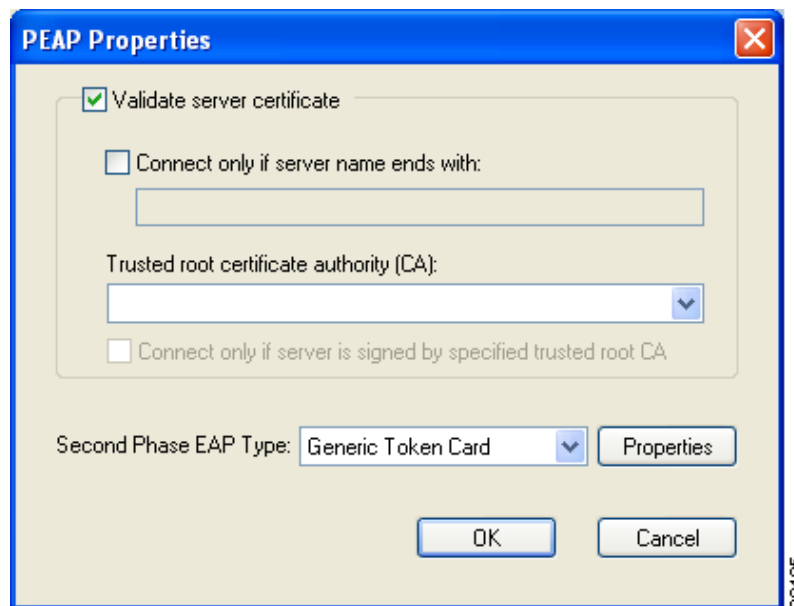 PEAP Properties
Validate server certificate
Connect only if server name ends with:
Trusted root certificate authority (CA):
Connect only if server is signed by specified trusted root CA
Second Phase EAP Type: Generic Token Card Properties
OK Cancel